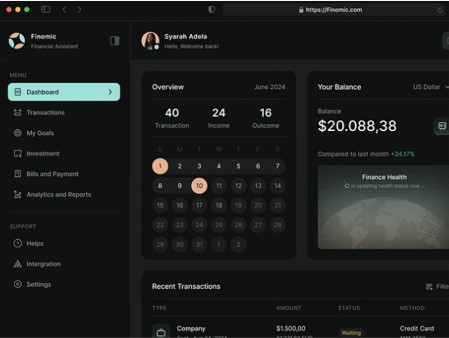 https://Finomic.com
Finomic
Financial Assistant
Syarah Adela
Hello, Welcome back!
MENU
Dashboard
Transactions
My Goals
Investment
Bills and Payment
Analytics and Reports
SUPPORT
Helps
Intergration
Settings
Overview
June 2024
40 24 16
Transaction Income Outcome
S M T W T F S
1 2 3 4 5 6 7
8 9 10 11 12 13 14
15 16 17 18 19 20 21
22 23 24 25 26 27 28
29 30 31 1 2
Your Balance
US Dollar
Balance
$20.088,38
Compared to last month +24.17%
Finance Health
is updating health status now ...
Recent Transactions
Filte
TYPE AMOUNT STATUS METHOD
Company $1.500,00 Waiting Credit Card